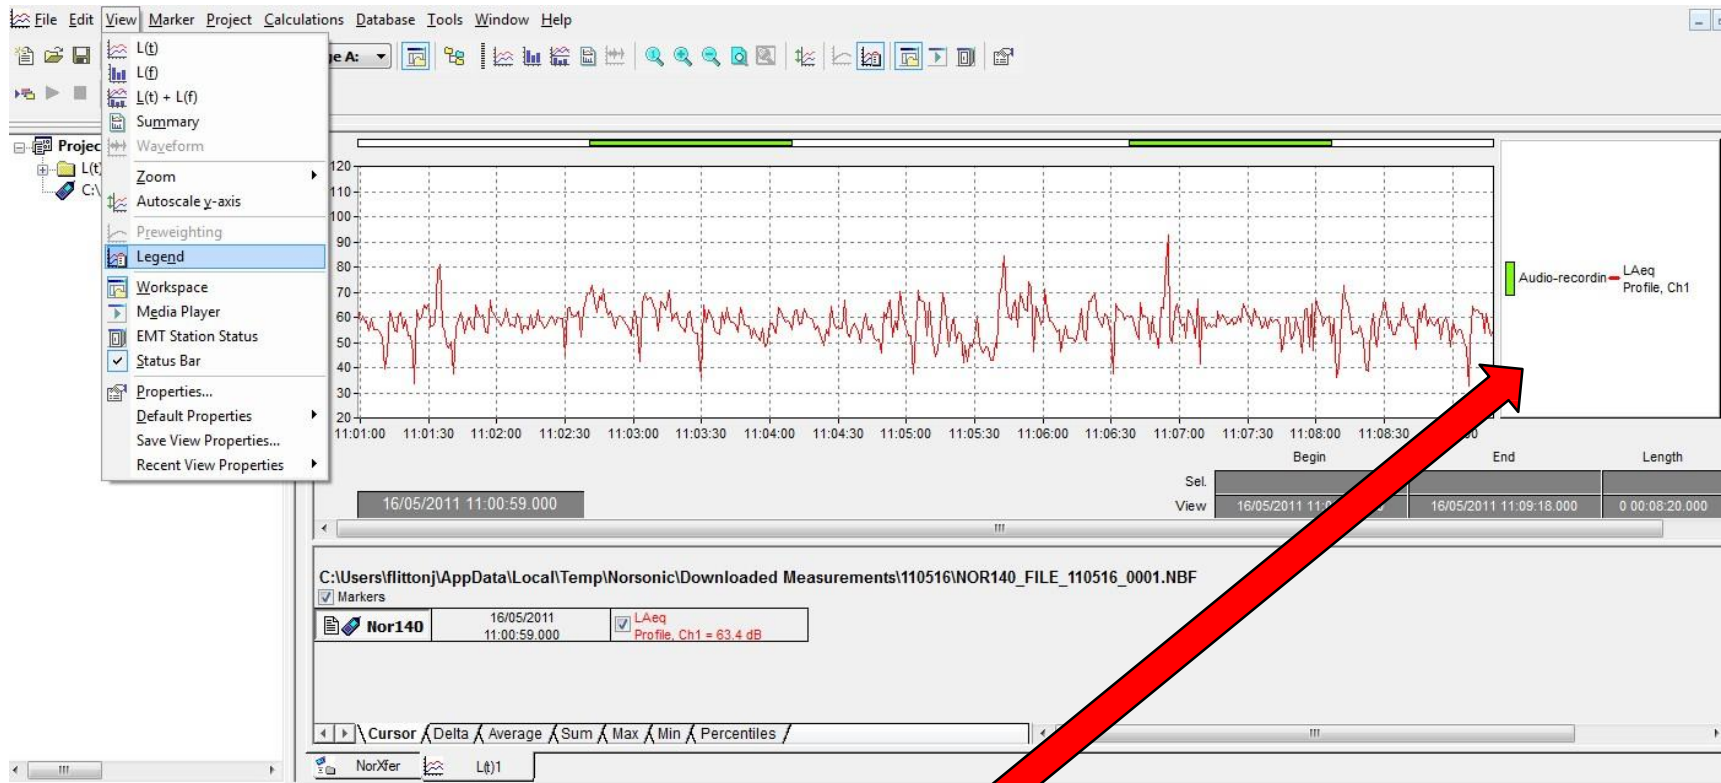 File Edit View Marker Project Calculations Database Tools Window Help
L(t)
L(f)
L(t) + L(f)
Summary
Waveform
Zoom
Autoscale y-axis
Preweighting
Legend
Workspace
Media Player
EMT Station Status
Status Bar
Properties...
Default Properties
Save View Properties...
Recent View Properties
A:
Projec
L(t)
C:\
120
110
100
90
80
70
60
50
40
30
20
11:01:00 11:01:30 11:02:00 11:02:30 11:03:00 11:03:30 11:04:00 11:04:30 11:05:00 11:05:30 11:06:00 11:06:30 11:07:00 11:07:30 11:08:00 11:08:30
Audio-recordin
LAeq
Profile, Ch1
Begin End Length
Sel.
View 16/05/2011 11:0 16/05/2011 11:09:18.000 0 00:08:20.000
16/05/2011 11:00:59.000
C:\Users\flittonj\AppData\Local\Temp\Norsonic\Downloaded Measurements\110516\NOR140_FILE_110516_0001.NBF
Markers
Nor140
16/05/2011
11:00:59.000
LAeq
Profile, Ch1 = 63.4 dB
Cursor Delta Average Sum Max Min Percentiles
NorXfer L(t)1